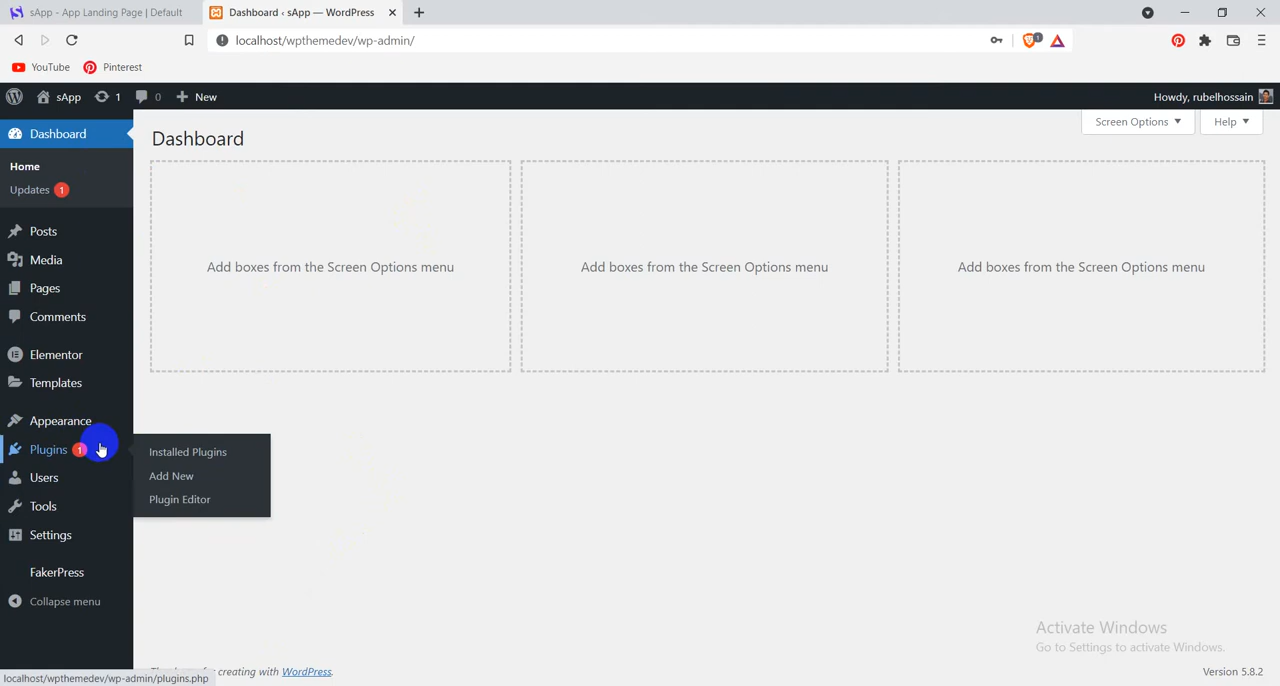 sApp - App Landing Page | Default
Dashboard ‹ sApp — WordPress
localhost/wpthemedev/wp-admin/
1
YouTube
Pinterest
sApp
1
0
New
Howdy, rubelhossain
Dashboard
Home
Updates 1
Posts
Media
Pages
Comments
Elementor
Templates
Appearance
Plugins 1
Users
Tools
Settings
FakerPress
Collapse menu
Installed Plugins
Add New
Plugin Editor
Dashboard
Screen Options
Help
Add boxes from the Screen Options menu
Add boxes from the Screen Options menu
Add boxes from the Screen Options menu
Activate Windows
Go to Settings to activate Windows.
creating with WordPress.
Version 5.8.2
localhost/wpthemedev/wp-admin/plugins.php